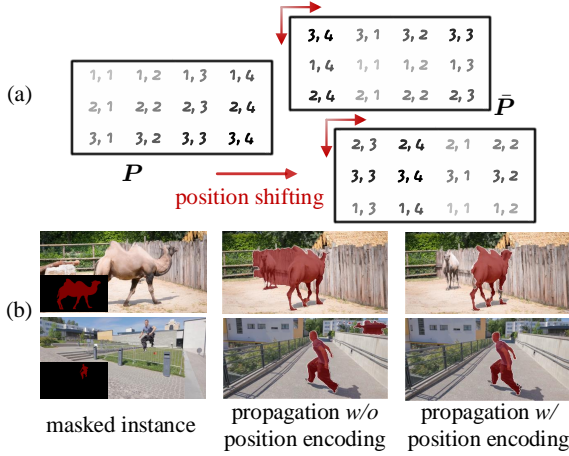 (a)
1, 1 1, 2 1, 3 1, 4
2, 1 2, 2 2, 3 2, 4
3, 1 3, 2 3, 3 3, 4
P
position shifting
3, 4 3, 1 3, 2 3, 3
1, 4 1, 1 1, 2 1, 3
2, 4 2, 1 2, 2 2, 3
P̄
2, 3 2, 4 2, 1 2, 2
3, 3 3, 4 3, 1 3, 2
1, 3 1, 4 1, 1 1, 2
(b)
masked instance
propagation w/o
position encoding
propagation w/
position encoding